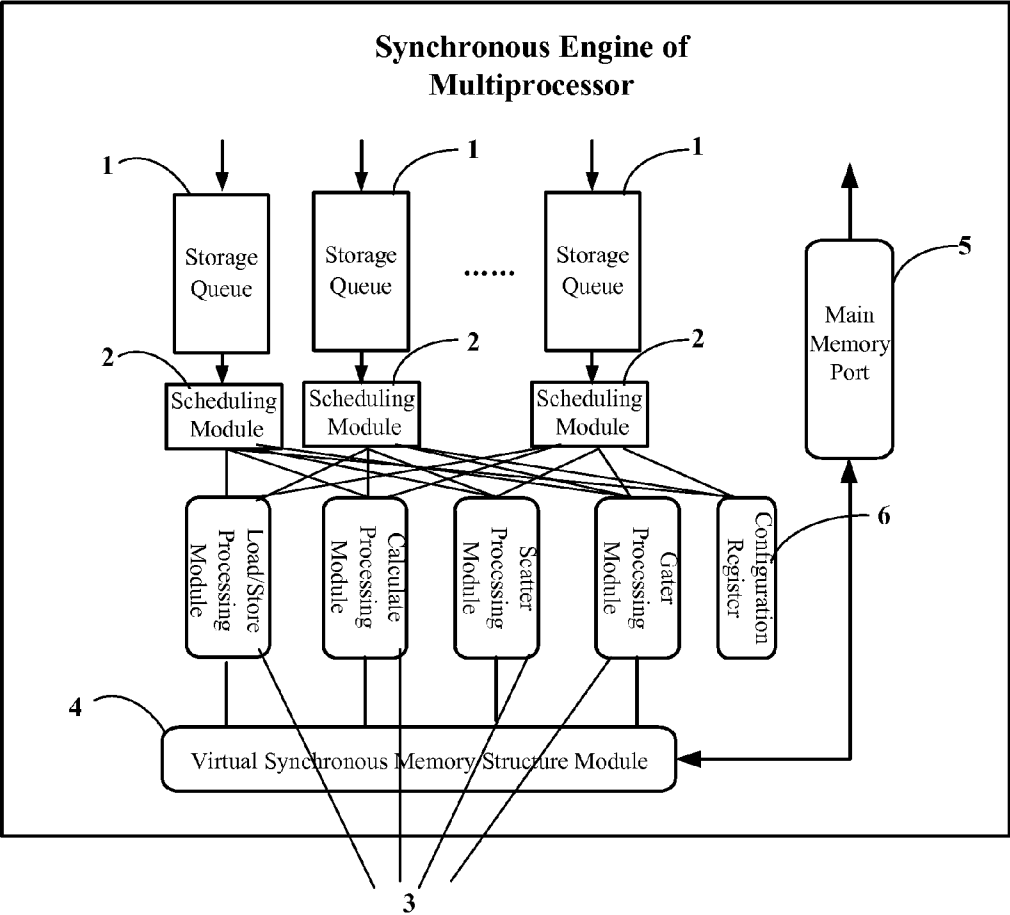 Synchronous Engine of
Multiprocessor
1
1
1
Storage
Queue
Storage
Queue
......
Storage
Queue
5
Main
Memory
Port
2
2
2
Scheduling
Module
Scheduling
Module
Scheduling
Module
Load/Store
Processing
Module
Calculate
Processing
Module
Scatter
Processing
Module
Gater
Processing
Module
Configuration
Register
6
4
Virtual Synchronous Memory Structure Module
3